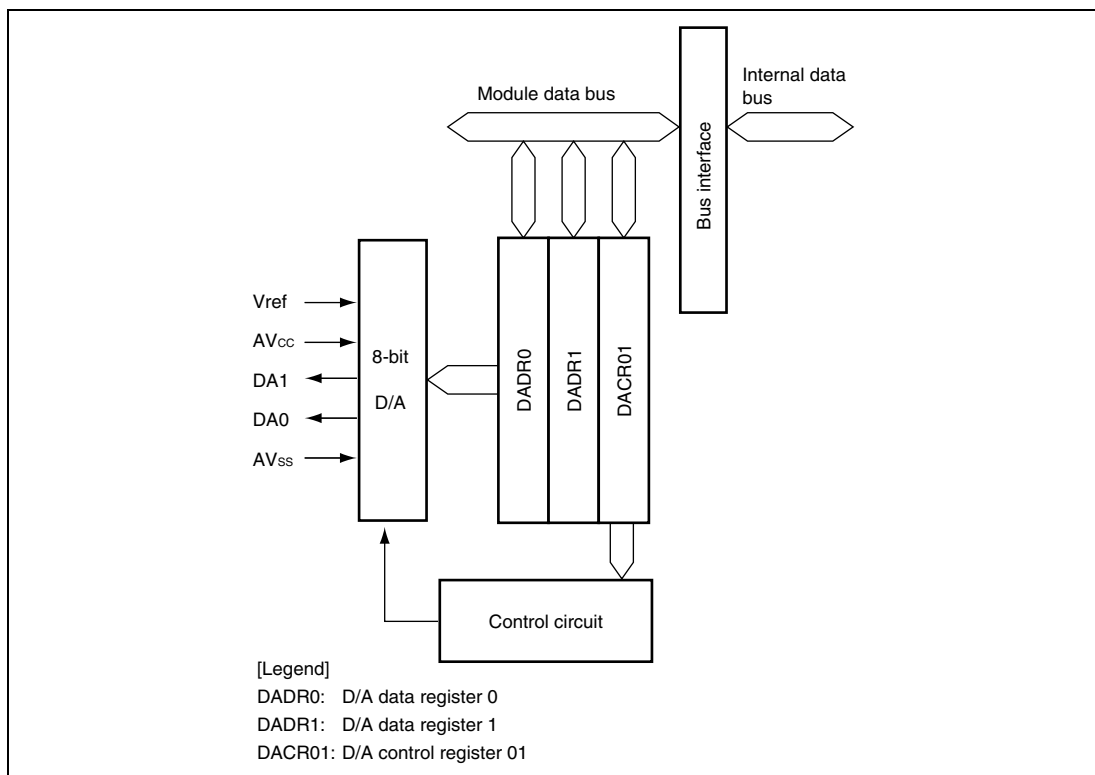 Module data bus
Internal data
bus
Bus interface
Vref
AVCC
DA1
DA0
AVSS
8-bit
D/A
DADR0
DADR1
DACR01
Control circuit
[Legend]
DADR0: D/A data register 0
DADR1: D/A data register 1
DACR01: D/A control register 01